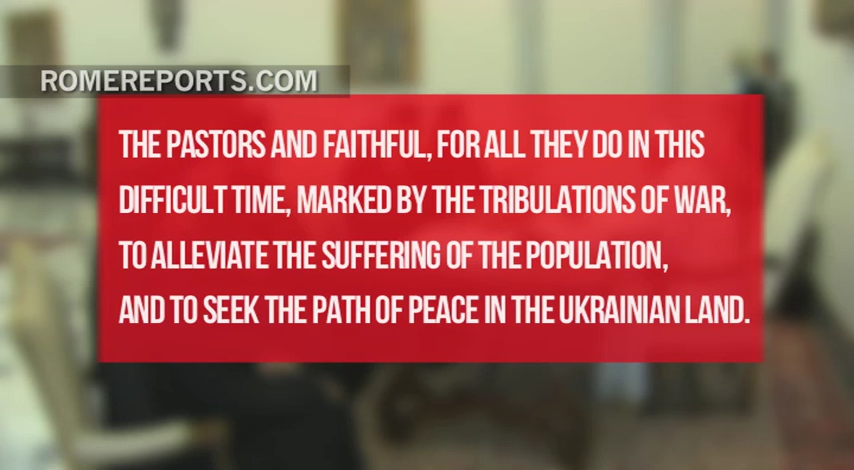 ROMEREPORTS.COM
THE PASTORS AND FAITHFUL, FOR ALL THEY DO IN THIS
DIFFICULT TIME, MARKED BY THE TRIBULATIONS OF WAR,
TO ALLEVIATE THE SUFFERING OF THE POPULATION,
AND TO SEEK THE PATH OF PEACE IN THE UKRAINIAN LAND.